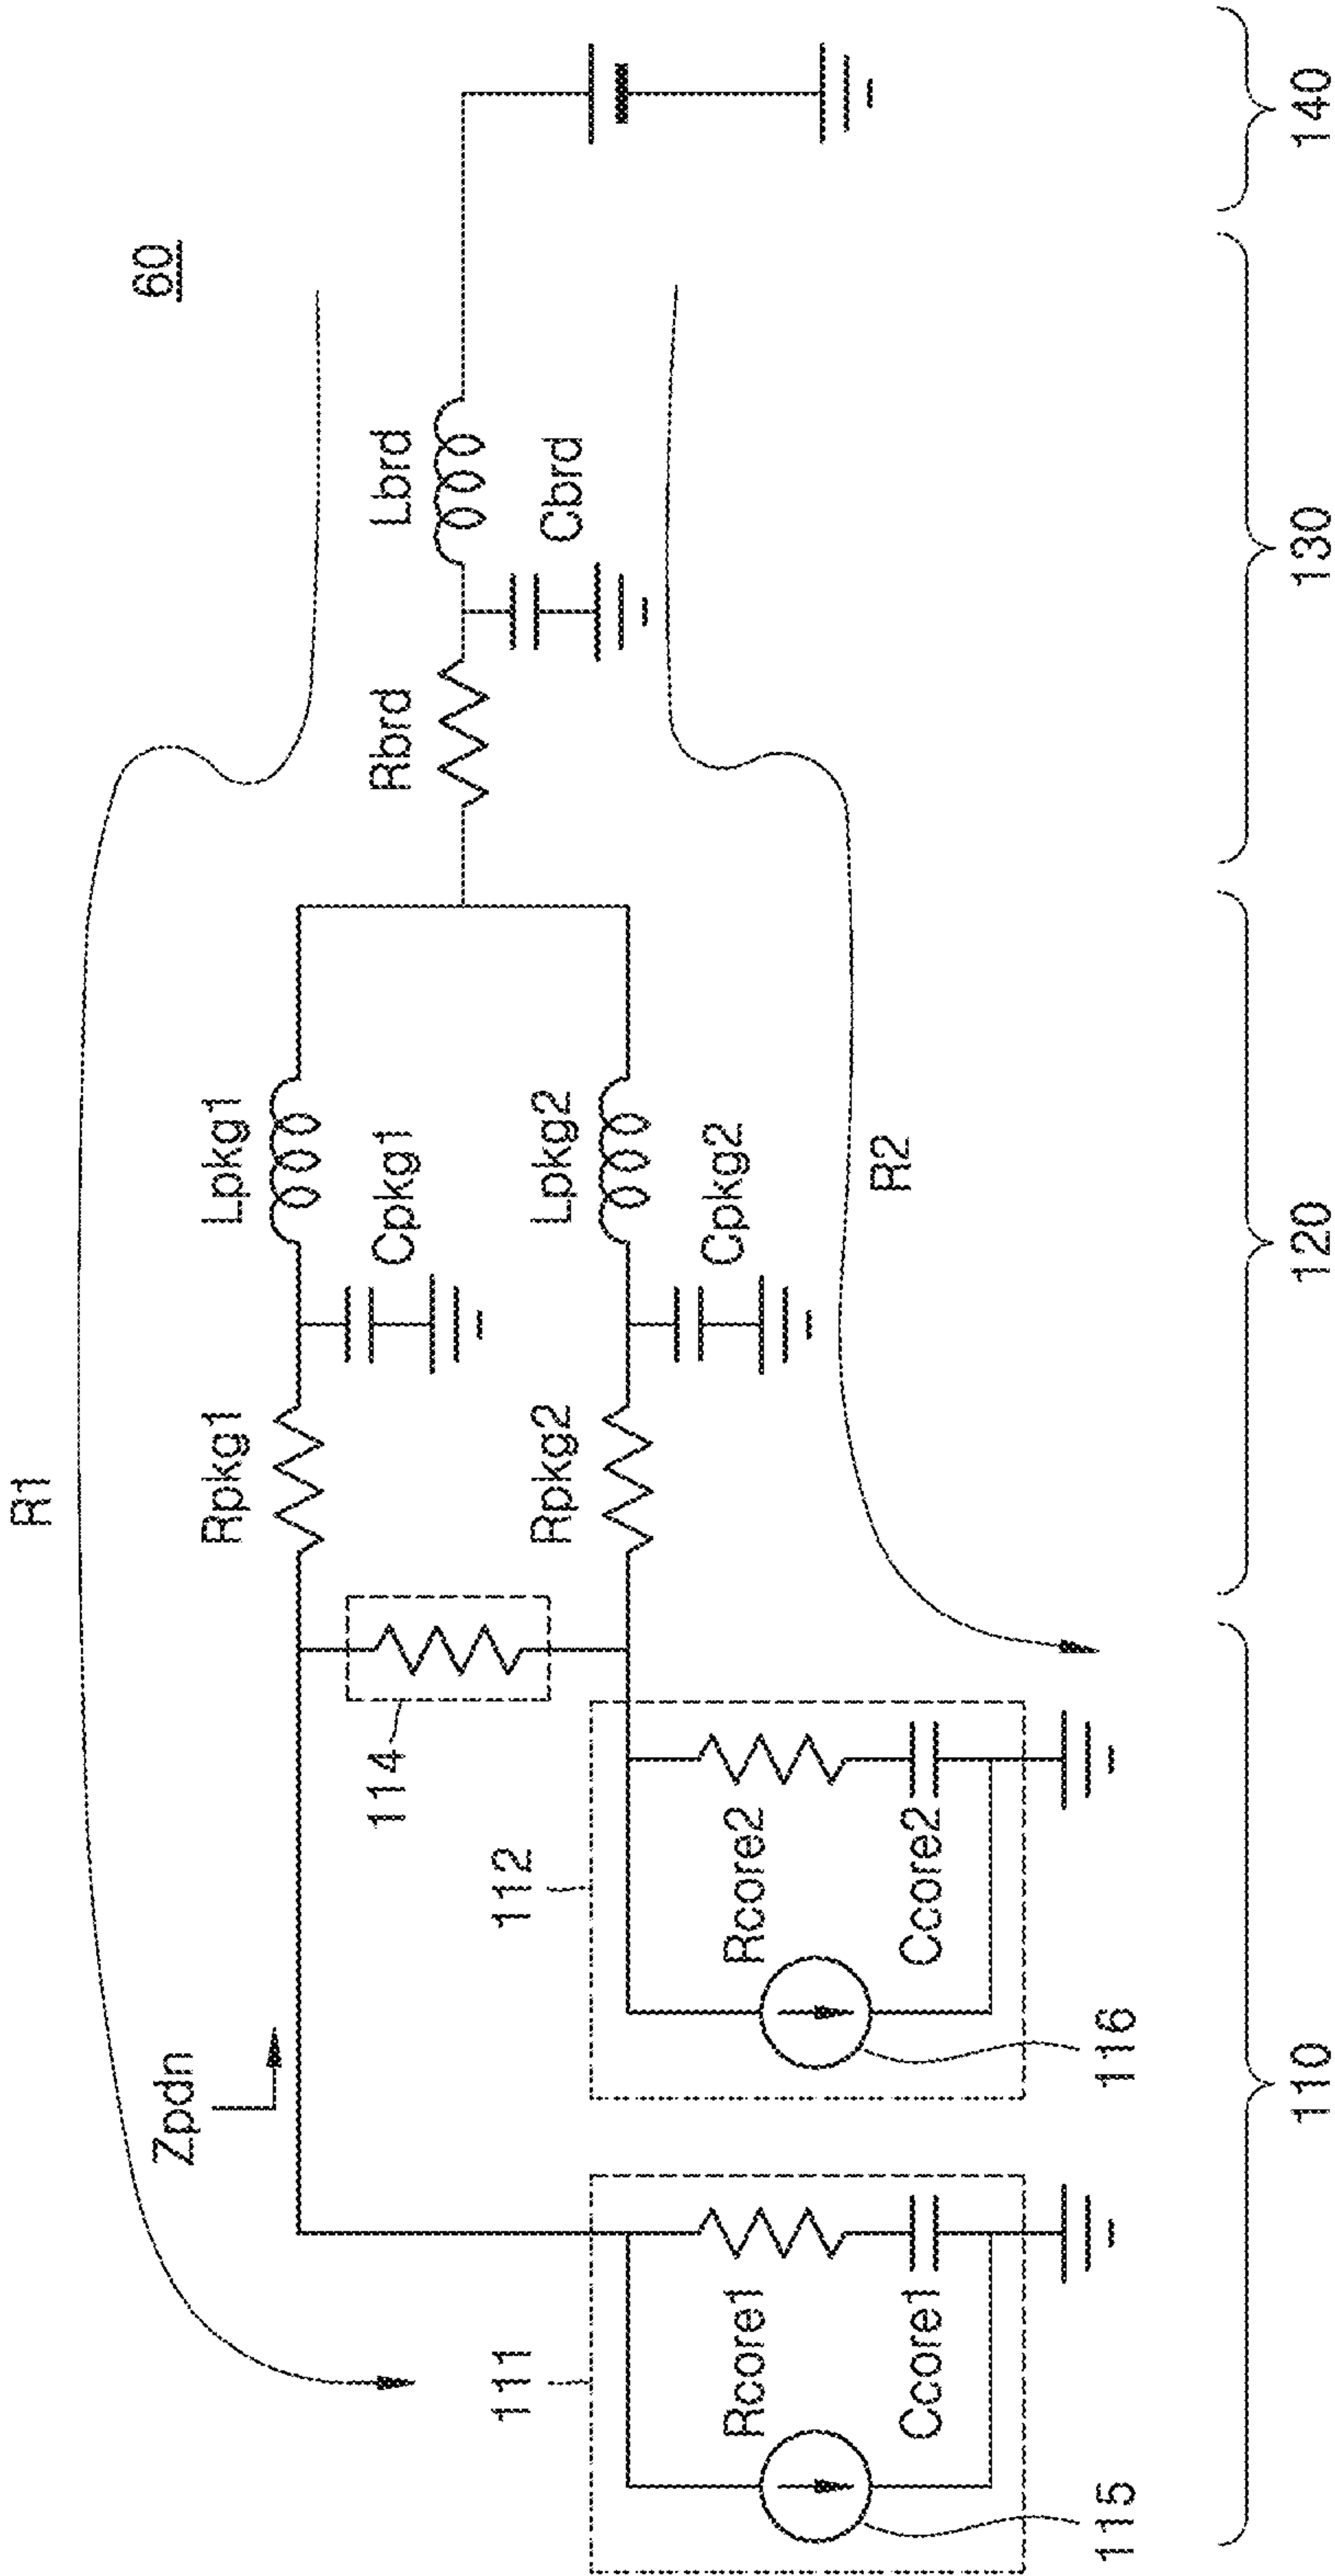 60
R1
Zpdn
Rpkg1
Lpkg1
Cpkg1
Rbrd
Lbrd
Cbrd
114
Rpkg2
Lpkg2
Cpkg2
R2
111
112
Rcore1
Ccore1
Rcore2
Ccore2
115
116
110
120
130
140